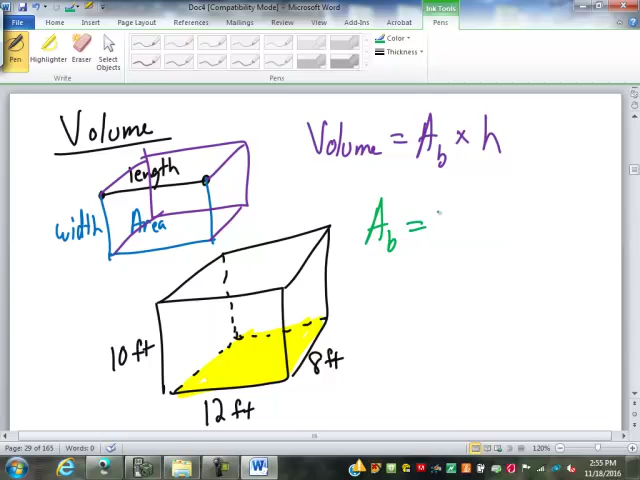 Doc4 [Compatibility Mode] - Microsoft Word
Ink Tools
File Home Insert Page Layout References Mailings Review View Add-Ins Acrobat Pens
Pen
Highlighter
Eraser
Select Objects
Color
Thickness
Write
Pens
Volume
Volume = Ab × h
length
width
Area
Ab =
10 ft
8 ft
12 ft
Page: 29 of 165 Words: 0
120%
2:55 PM
11/18/2016